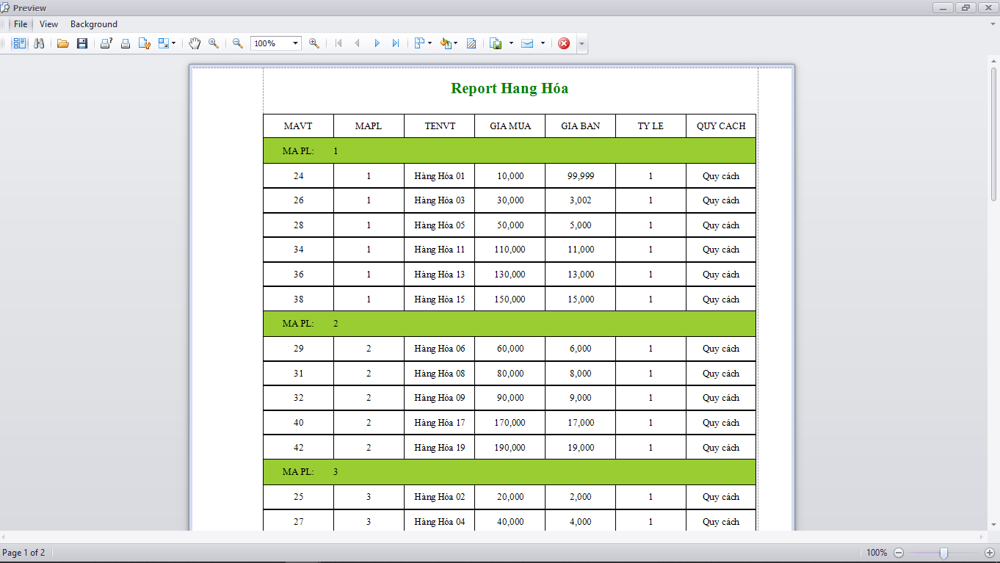 Preview
File View Background
100%
Report Hang Hóa
MAVT MAPL TENVT GIA MUA GIA BAN TY LE QUY CACH
MA PL: 1
24 1 Hàng Hóa 01 10,000 99,999 1 Quy cách
26 1 Hàng Hóa 03 30,000 3,002 1 Quy cách
28 1 Hàng Hóa 05 50,000 5,000 1 Quy cách
34 1 Hàng Hóa 11 110,000 11,000 1 Quy cách
36 1 Hàng Hóa 13 130,000 13,000 1 Quy cách
38 1 Hàng Hóa 15 150,000 15,000 1 Quy cách
MA PL: 2
29 2 Hàng Hóa 06 60,000 6,000 1 Quy cách
31 2 Hàng Hóa 08 80,000 8,000 1 Quy cách
32 2 Hàng Hóa 09 90,000 9,000 1 Quy cách
40 2 Hàng Hóa 17 170,000 17,000 1 Quy cách
42 2 Hàng Hóa 19 190,000 19,000 1 Quy cách
MA PL: 3
25 3 Hàng Hóa 02 20,000 2,000 1 Quy cách
27 3 Hàng Hóa 04 40,000 4,000 1 Quy cách
Page 1 of 2 100%